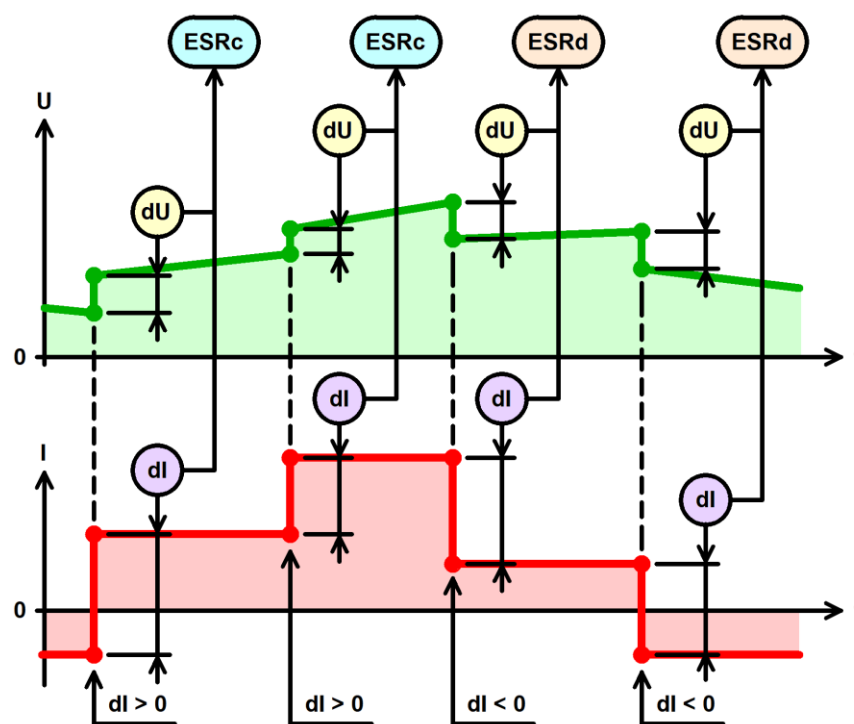 ESRc
ESRc
ESRd
ESRd
U
dU
dU
dU
dU
0
dI
dI
I
dI
dI
0
dI > 0
dI > 0
dI < 0
dI < 0